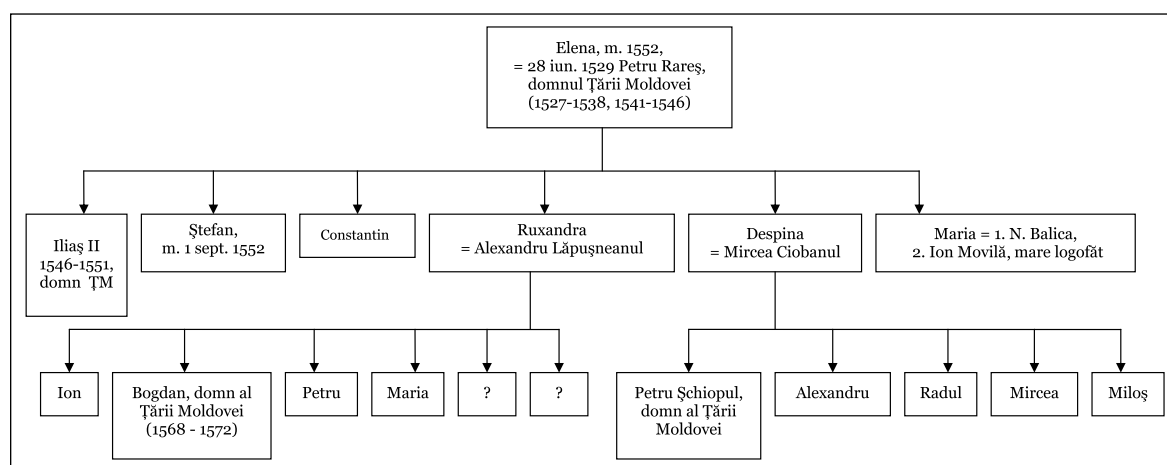 Elena, m. 1552,
= 28 iun. 1529 Petru Rareş,
domnul Ţării Moldovei
(1527-1538, 1541-1546)
Iliaş II
1546-1551,
domn ŢM
Ştefan,
m. 1 sept. 1552
Constantin
Ruxandra
= Alexandru Lăpuşneanul
Despina
= Mircea Ciobanul
Maria = 1. N. Balica,
2. Ion Movilă, mare logofăt
Ion
Bogdan, domn al
Ţării Moldovei
(1568 - 1572)
Petru
Maria
?
?
Petru Şchiopul,
domn al Ţării
Moldovei
Alexandru
Radul
Mircea
Miloş